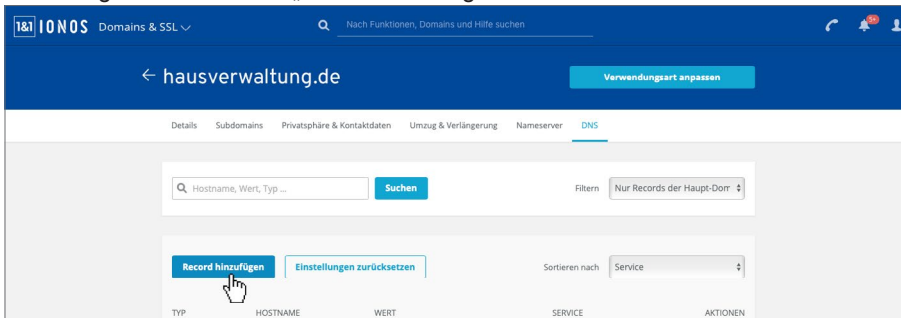 1&1 IONOS Domains & SSL
Nach Funktionen, Domains und Hilfe suchen
5+
← hausverwaltung.de
Verwendungsart anpassen
Details Subdomains Privatsphäre & Kontaktdaten Umzug & Verlängerung Nameserver DNS
Hostname, Wert, Typ ... Suchen Filtern Nur Records der Haupt-Dom
Record hinzufügen Einstellungen zurücksetzen Sortieren nach Service
TYP HOSTNAME WERT SERVICE AKTIONEN